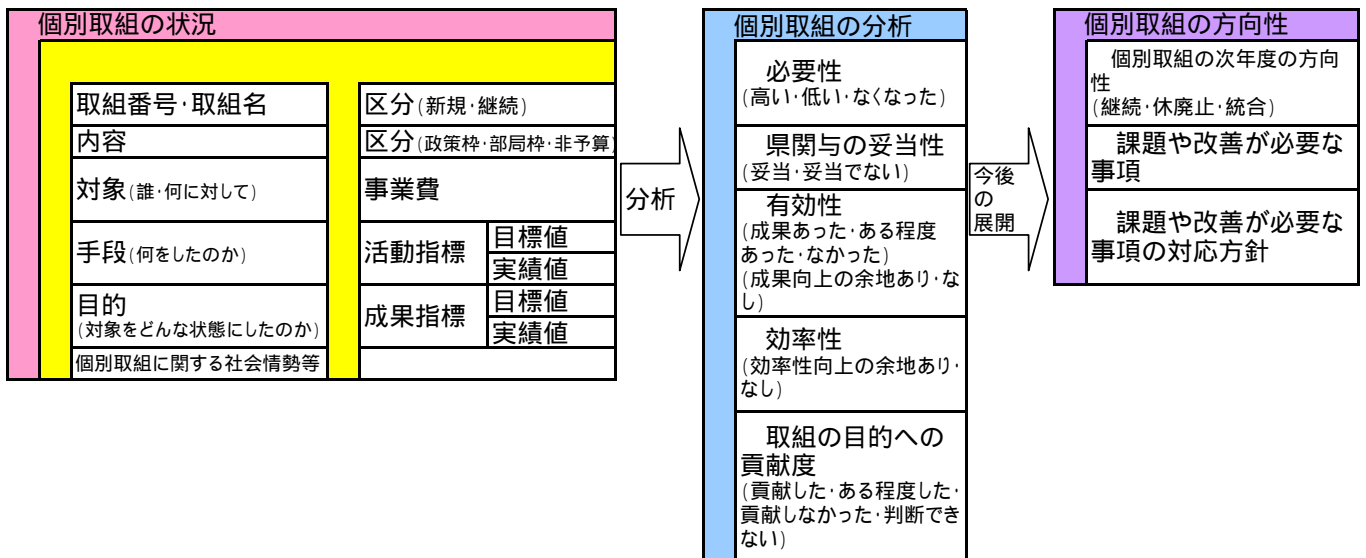 個別取組の状況
取組番号・取組名
内容
対象(誰・何に対して)
手段(何をしたのか)
目的
(対象をどんな状態にしたのか)
個別取組に関する社会情勢等
区分(新規・継続)
区分(政策枠・部局枠・非予算)
事業費
活動指標
目標値
実績値
成果指標
目標値
実績値
分析
個別取組の分析
必要性
(高い・低い・なくなった)
県関与の妥当性
(妥当・妥当でない)
有効性
(成果あった・ある程度
あった・なかった)
(成果向上の余地あり・な
し)
効率性
(効率性向上の余地あり・
なし)
取組の目的への
貢献度
(貢献した・ある程度した・
貢献しなかった・判断でき
ない)
今後
の
展開
個別取組の方向性
個別取組の次年度の方向
性
(継続・休廃止・統合)
課題や改善が必要な
事項
課題や改善が必要な
事項の対応方針